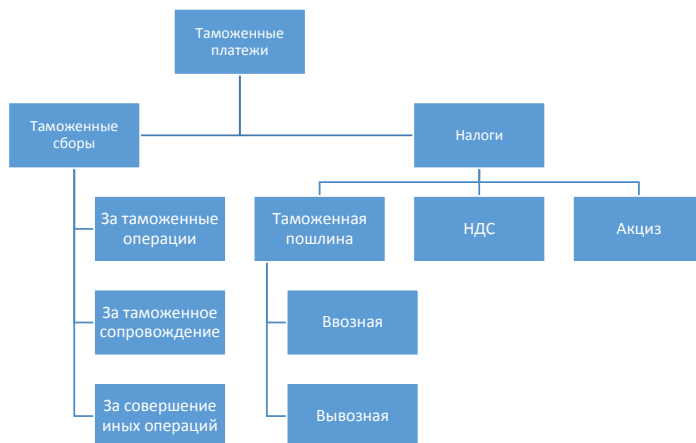 Таможенные
платежи
Таможенные
сборы
Налоги
За таможенные
операции
Таможенная
пошлина
НДС
Акциз
За таможенное
сопровождение
Ввозная
За совершение
иных операций
Вывозная